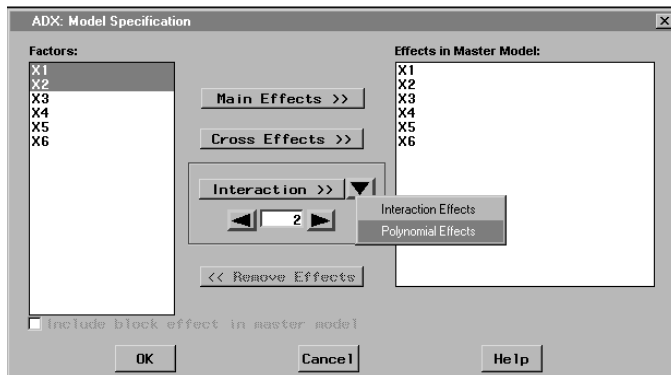 ADX: Model Specification
Factors:
X1
X2
X3
X4
X5
X6
Main Effects >>
Cross Effects >>
Interaction >>
2
<< Remove Effects
Effects in Master Model:
X1
X2
X3
X4
X5
X6
Interaction Effects
Polynomial Effects
Include block effect in master model
OK
Cancel
Help